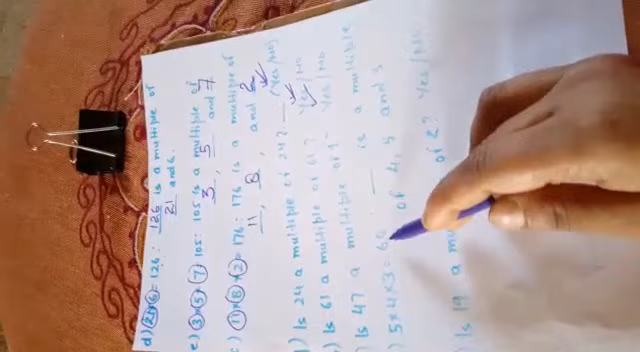 d) 21×6 = 126 : 126 is a multiple of
21 and 6.
e) 3×5×7 = 105 : 105 is a multiple of
3, 5 and 7
11×8×2 = 176 : 176 is a multiple of
11, 8, and 2
) Is 24 a multiple of 24? (Yes/No)
) Is 61 a multiple of 61? Yes/No
) Is 47 a multiple of 1? Yes/No
) 5×4×3 = 60 : is a multiple
of 4, 5 and 3
Is 19 a of 2? Yes/No